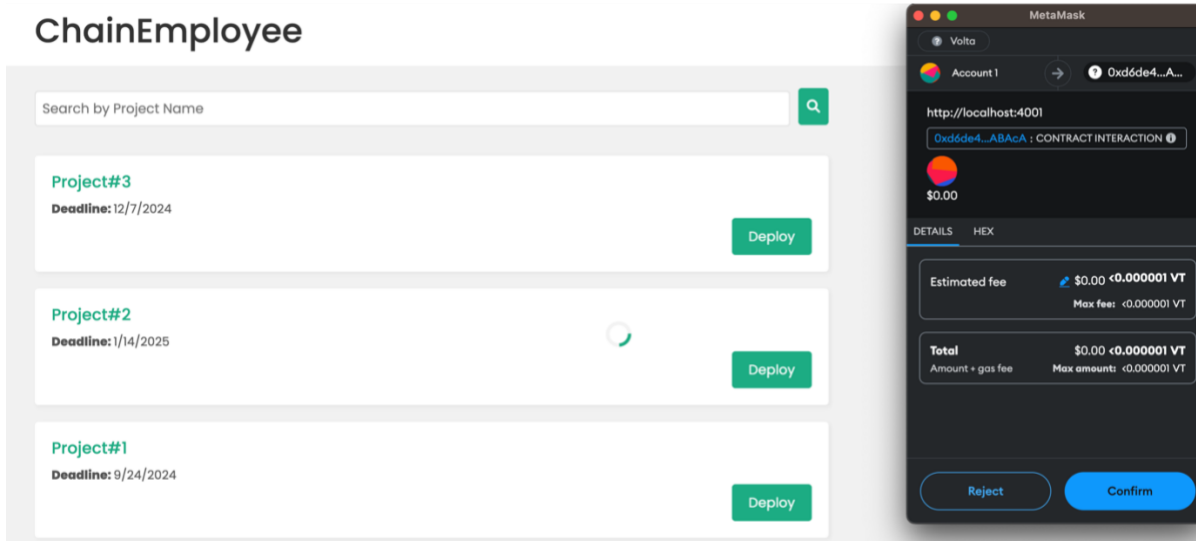 ChainEmployee
Search by Project Name
Project#3
Deadline: 12/7/2024
Deploy
Project#2
Deadline: 1/14/2025
Deploy
Project#1
Deadline: 9/24/2024
Deploy
MetaMask
Volta
Account 1
0xd6de4...A...
http://localhost:4001
0xd6de4...ABAcA : CONTRACT INTERACTION
$0.00
DETAILS HEX
Estimated fee $0.00 <0.000001 VT
Max fee: <0.000001 VT
Total $0.00 <0.000001 VT
Amount + gas fee Max amount: <0.000001 VT
Reject Confirm